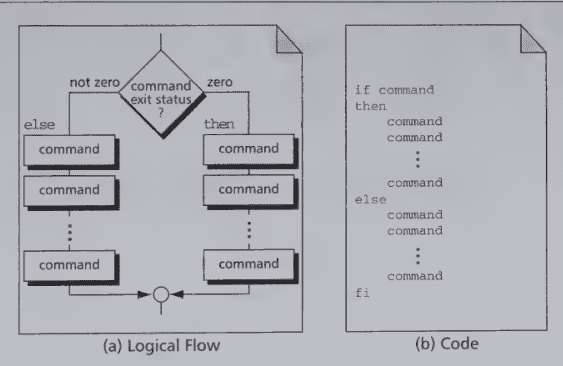 not zero
command
exit status
?
zero
else
then
command
command
command
command
command
command
(a) Logical Flow
if command
then
command
command
command
else
command
command
command
fi
(b) Code